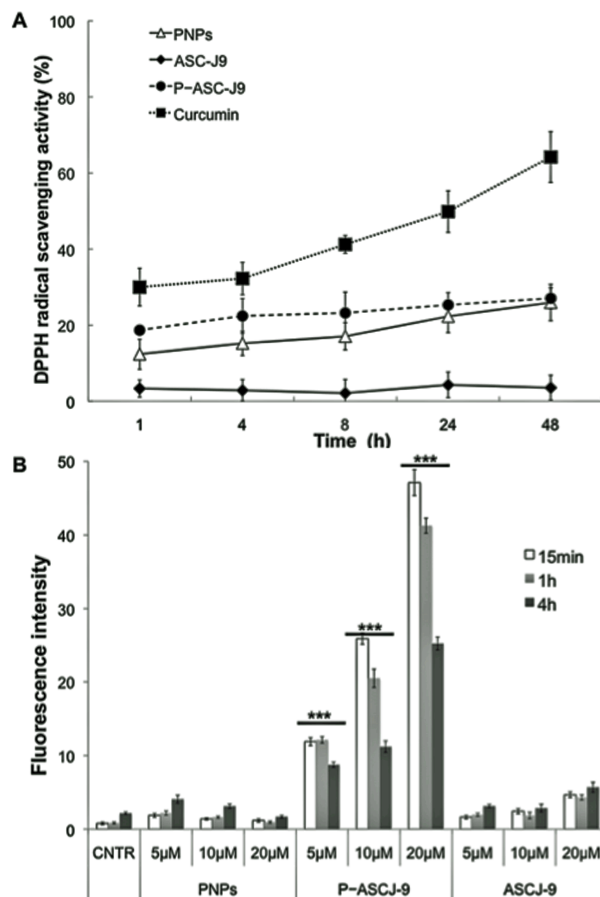 A
100
80
60
40
20
0
DPPH radical scavenging activity (%)
PNPs
ASC-J9
P-ASC-J9
Curcumin
1 4 8 24 48
Time (h)
B
50
40
30
20
10
0
Fluorescence intensity
***
***
***
15min
1h
4h
CNTR 5µM 10µM 20µM 5µM 10µM 20µM 5µM 10µM 20µM
PNPs P-ASCJ-9 ASCJ-9